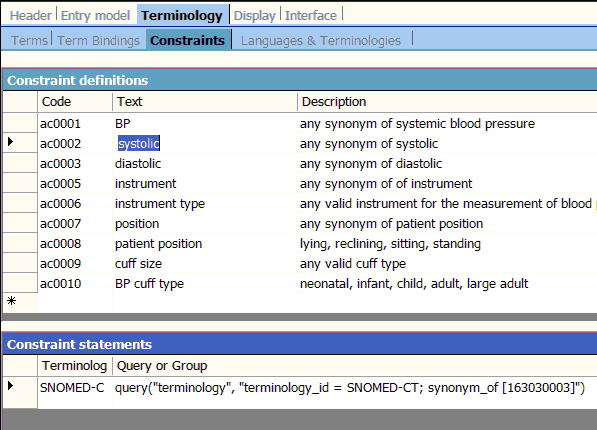 Header Entry model Terminology Display Interface
Terms Term Bindings Constraints Languages & Terminologies
Constraint definitions
Code Text Description
ac0001 BP any synonym of systemic blood pressure
ac0002 systolic any synonym of systolic
ac0003 diastolic any synonym of diastolic
ac0005 instrument any synonym of of instrument
ac0006 instrument type any valid instrument for the measurement of blood
ac0007 position any synonym of patient position
ac0008 patient position lying, reclining, sitting, standing
ac0009 cuff size any valid cuff type
ac0010 BP cuff type neonatal, infant, child, adult, large adult
Constraint statements
Terminolog Query or Group
SNOMED-C query("terminology", "terminology_id = SNOMED-CT; synonym_of [163030003]")